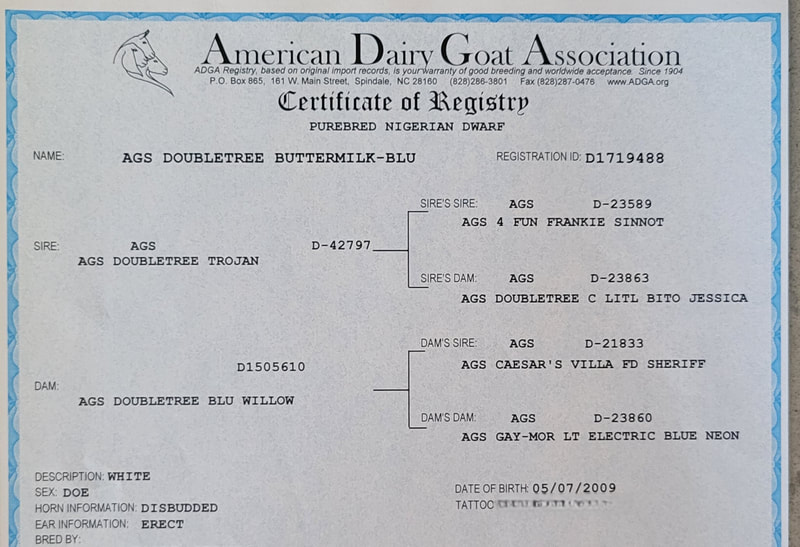 American Dairy Goat Association
ADGA Registry, based on original import records, is your warranty of good breeding and worldwide acceptance. Since 1904
P.O. Box 865, 161 W. Main Street, Spindale, NC 28160 (828)286-3801 Fax (828)287-0476 www.ADGA.org
Certificate of Registry
PUREBRED NIGERIAN DWARF
NAME: AGS DOUBLETREE BUTTERMILK-BLU REGISTRATION ID: D1719488
SIRE'S SIRE: AGS D-23589
AGS 4 FUN FRANKIE SINNOT
SIRE: AGS D-42797
AGS DOUBLETREE TROJAN
SIRE'S DAM: AGS D-23863
AGS DOUBLETREE C LITL BITO JESSICA
DAM'S SIRE: AGS D-21833
AGS CAESAR'S VILLA FD SHERIFF
D1505610
DAM:
AGS DOUBLETREE BLU WILLOW
DAM'S DAM: AGS D-23860
AGS GAY-MOR LT ELECTRIC BLUE NEON
DESCRIPTION: WHITE
SEX: DOE DATE OF BIRTH: 05/07/2009
HORN INFORMATION: DISBUDDED TATTOO
EAR INFORMATION: ERECT
BRED BY: